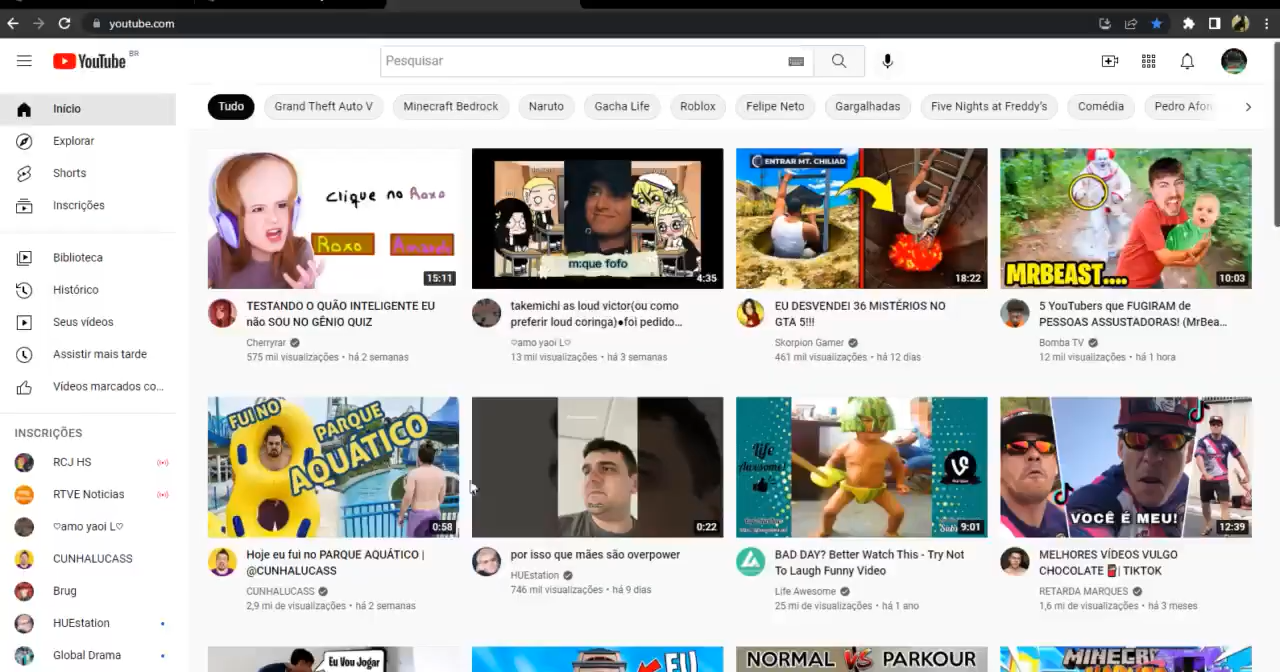 youtube.com
YouTube BR
Pesquisar
Tudo
Grand Theft Auto V
Minecraft Bedrock
Naruto
Gacha Life
Roblox
Felipe Neto
Gargalhadas
Five Nights at Freddy's
Comédia
Pedro Afon
Início
Explorar
Shorts
Inscrições
Biblioteca
Histórico
Seus vídeos
Assistir mais tarde
Vídeos marcados co...
INSCRIÇÕES
RCJ HS
RTVE Noticias
♡amo yaoi L♡
CUNHALUCASS
Brug
HUEstation
Global Drama
clique no Roxo
Roxo
Amarelo
15:11
TESTANDO O QUÃO INTELIGENTE EU
não SOU NO GÊNIO QUIZ
Cherryrar
575 mil visualizações • há 2 semanas
m:que fofo
4:35
takemichi as loud victor(ou como
preferir loud coringa)●foi pedido...
♡amo yaoi L♡
13 mil visualizações • há 3 semanas
ENTRAR MT. CHILIAD
18:22
EU DESVENDEI 36 MISTÉRIOS NO
GTA 5!!!
Skorpion Gamer
461 mil visualizações • há 12 dias
MRBEAST....
10:03
5 YouTubers que FUGIRAM de
PESSOAS ASSUSTADORAS! (MrBea...
Bomba TV
12 mil visualizações • há 1 hora
FUI NO
PARQUE
AQUÁTICO
0:58
Hoje eu fui no PARQUE AQUÁTICO |
@CUNHALUCASS
CUNHALUCASS
2,9 mi de visualizações • há 2 semanas
0:22
por isso que mães são overpower
HUEstation
746 mil visualizações • há 9 dias
Life
Awesome!
9:01
BAD DAY? Better Watch This - Try Not
To Laugh Funny Video
Life Awesome
25 mi de visualizações • há 1 ano
VOCÊ É MEU!
12:39
MELHORES VÍDEOS VULGO
CHOCOLATE 🥫| TIKTOK
RETARDA MARQUES
1,6 mi de visualizações • há 3 meses
Eu Vou Jogar
EU
NORMAL VS PARKOUR
MINECRAFT